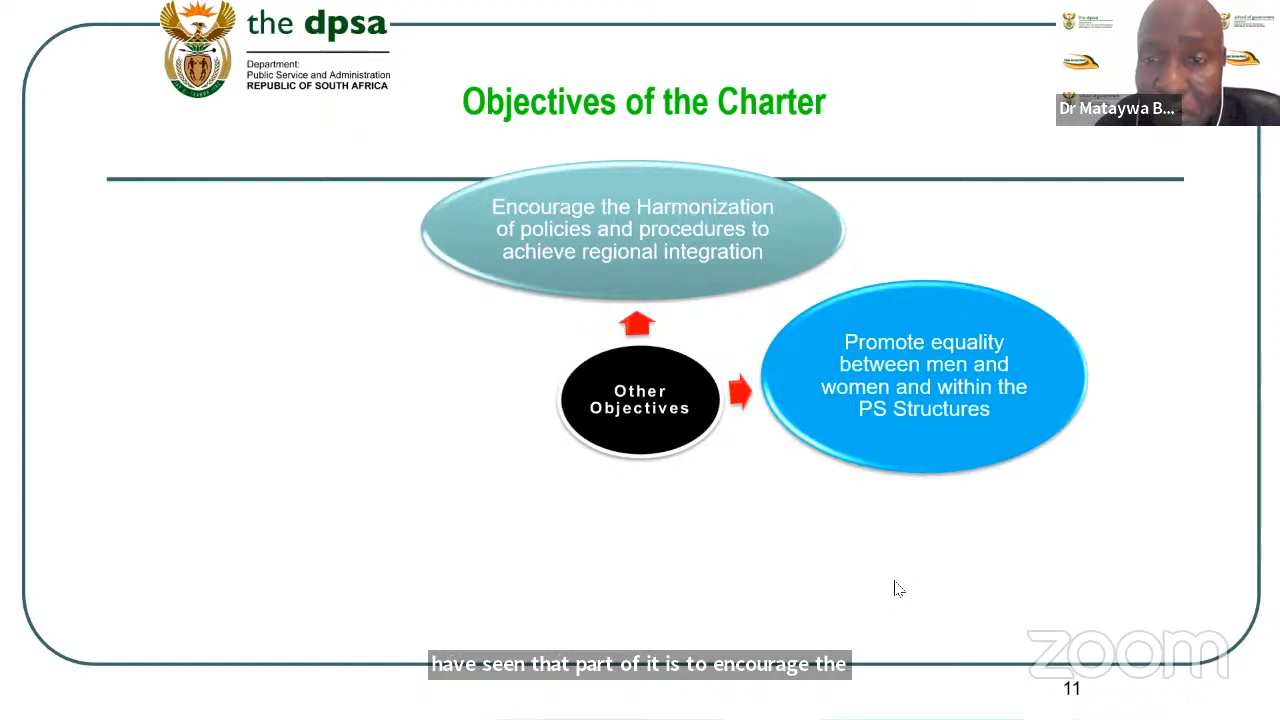 the dpsa
Department:
Public Service and Administration
REPUBLIC OF SOUTH AFRICA
Objectives of the Charter
the dpsa
Dr Mataywa B...
Encourage the Harmonization
of policies and procedures to
achieve regional integration
Promote equality
between men and
women and within the
PS Structures
Other
Objectives
have seen that part of it is to encourage the
zoom
11